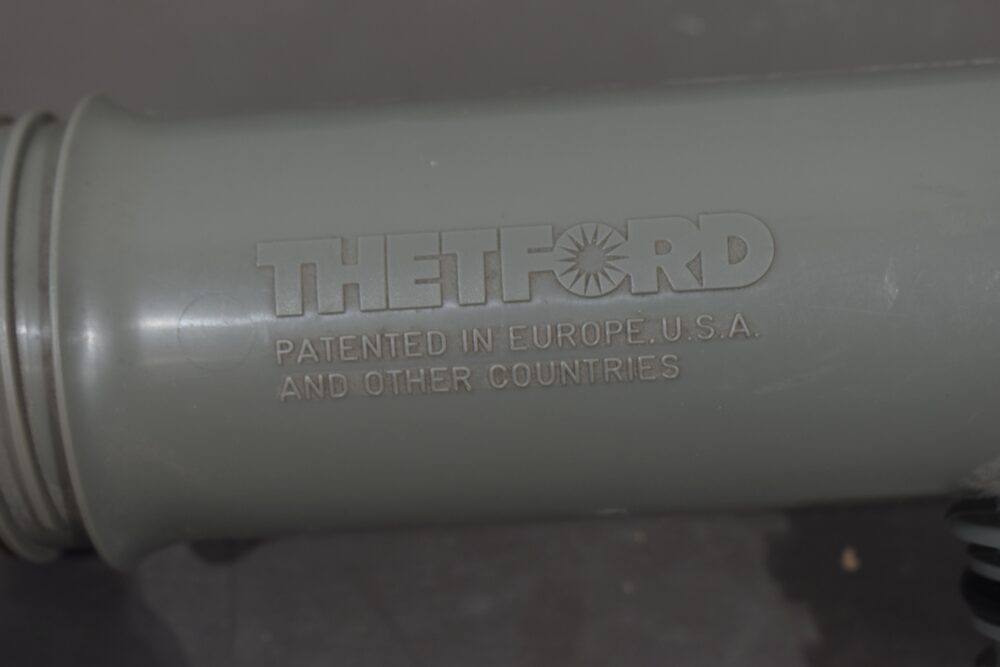 THETFORD
PATENTED IN EUROPE, U.S.A.
AND OTHER COUNTRIES